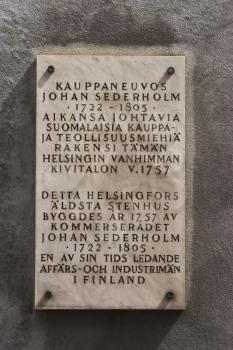 KAUPPANEUVOS
JOHAN SEDERHOLM
· 1722 - 1805 ·
AIKANSA JOHTAVIA
SUOMALAISIA KAUPPA-
JA TEOLLISUUSMIEHIÄ
RAKENSI TÄMÄN
HELSINGIN VANHIMMAN
KIVITALON V.1757
DETTA HELSINGFORS
ÄLDSTA STENHUS
BYGGDES ÅR 1757 AV
KOMMERSERÅDET
JOHAN SEDERHOLM
· 1722 - 1805 ·
EN AV SIN TIDS LEDANDE
AFFÄRS- OCH INDUSTRIMÄN
I FINLAND